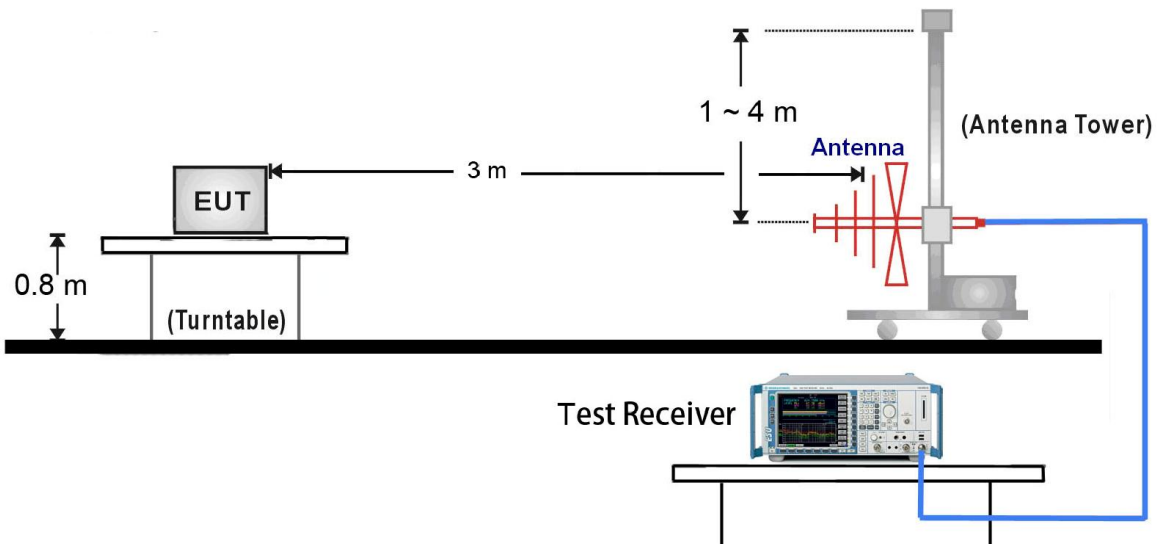 1 ~ 4 m
(Antenna Tower)
Antenna
3 m
EUT
0.8 m
(Turntable)
Test Receiver